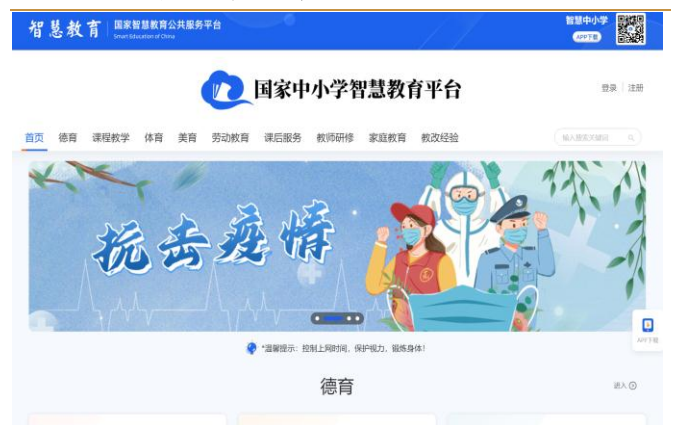 智慧教育 国家智慧教育公共服务平台
Smart Education of China
智慧中小学
APP下载
国家中小学智慧教育平台
登录 注册
首页 德育 课程教学 体育 美育 劳动教育 课后服务 教师研修 家庭教育 教改经验
输入搜索关键词
抗击疫情
APP下载
*温馨提示：控制上网时间，保护视力，锻炼身体！
德育
进入